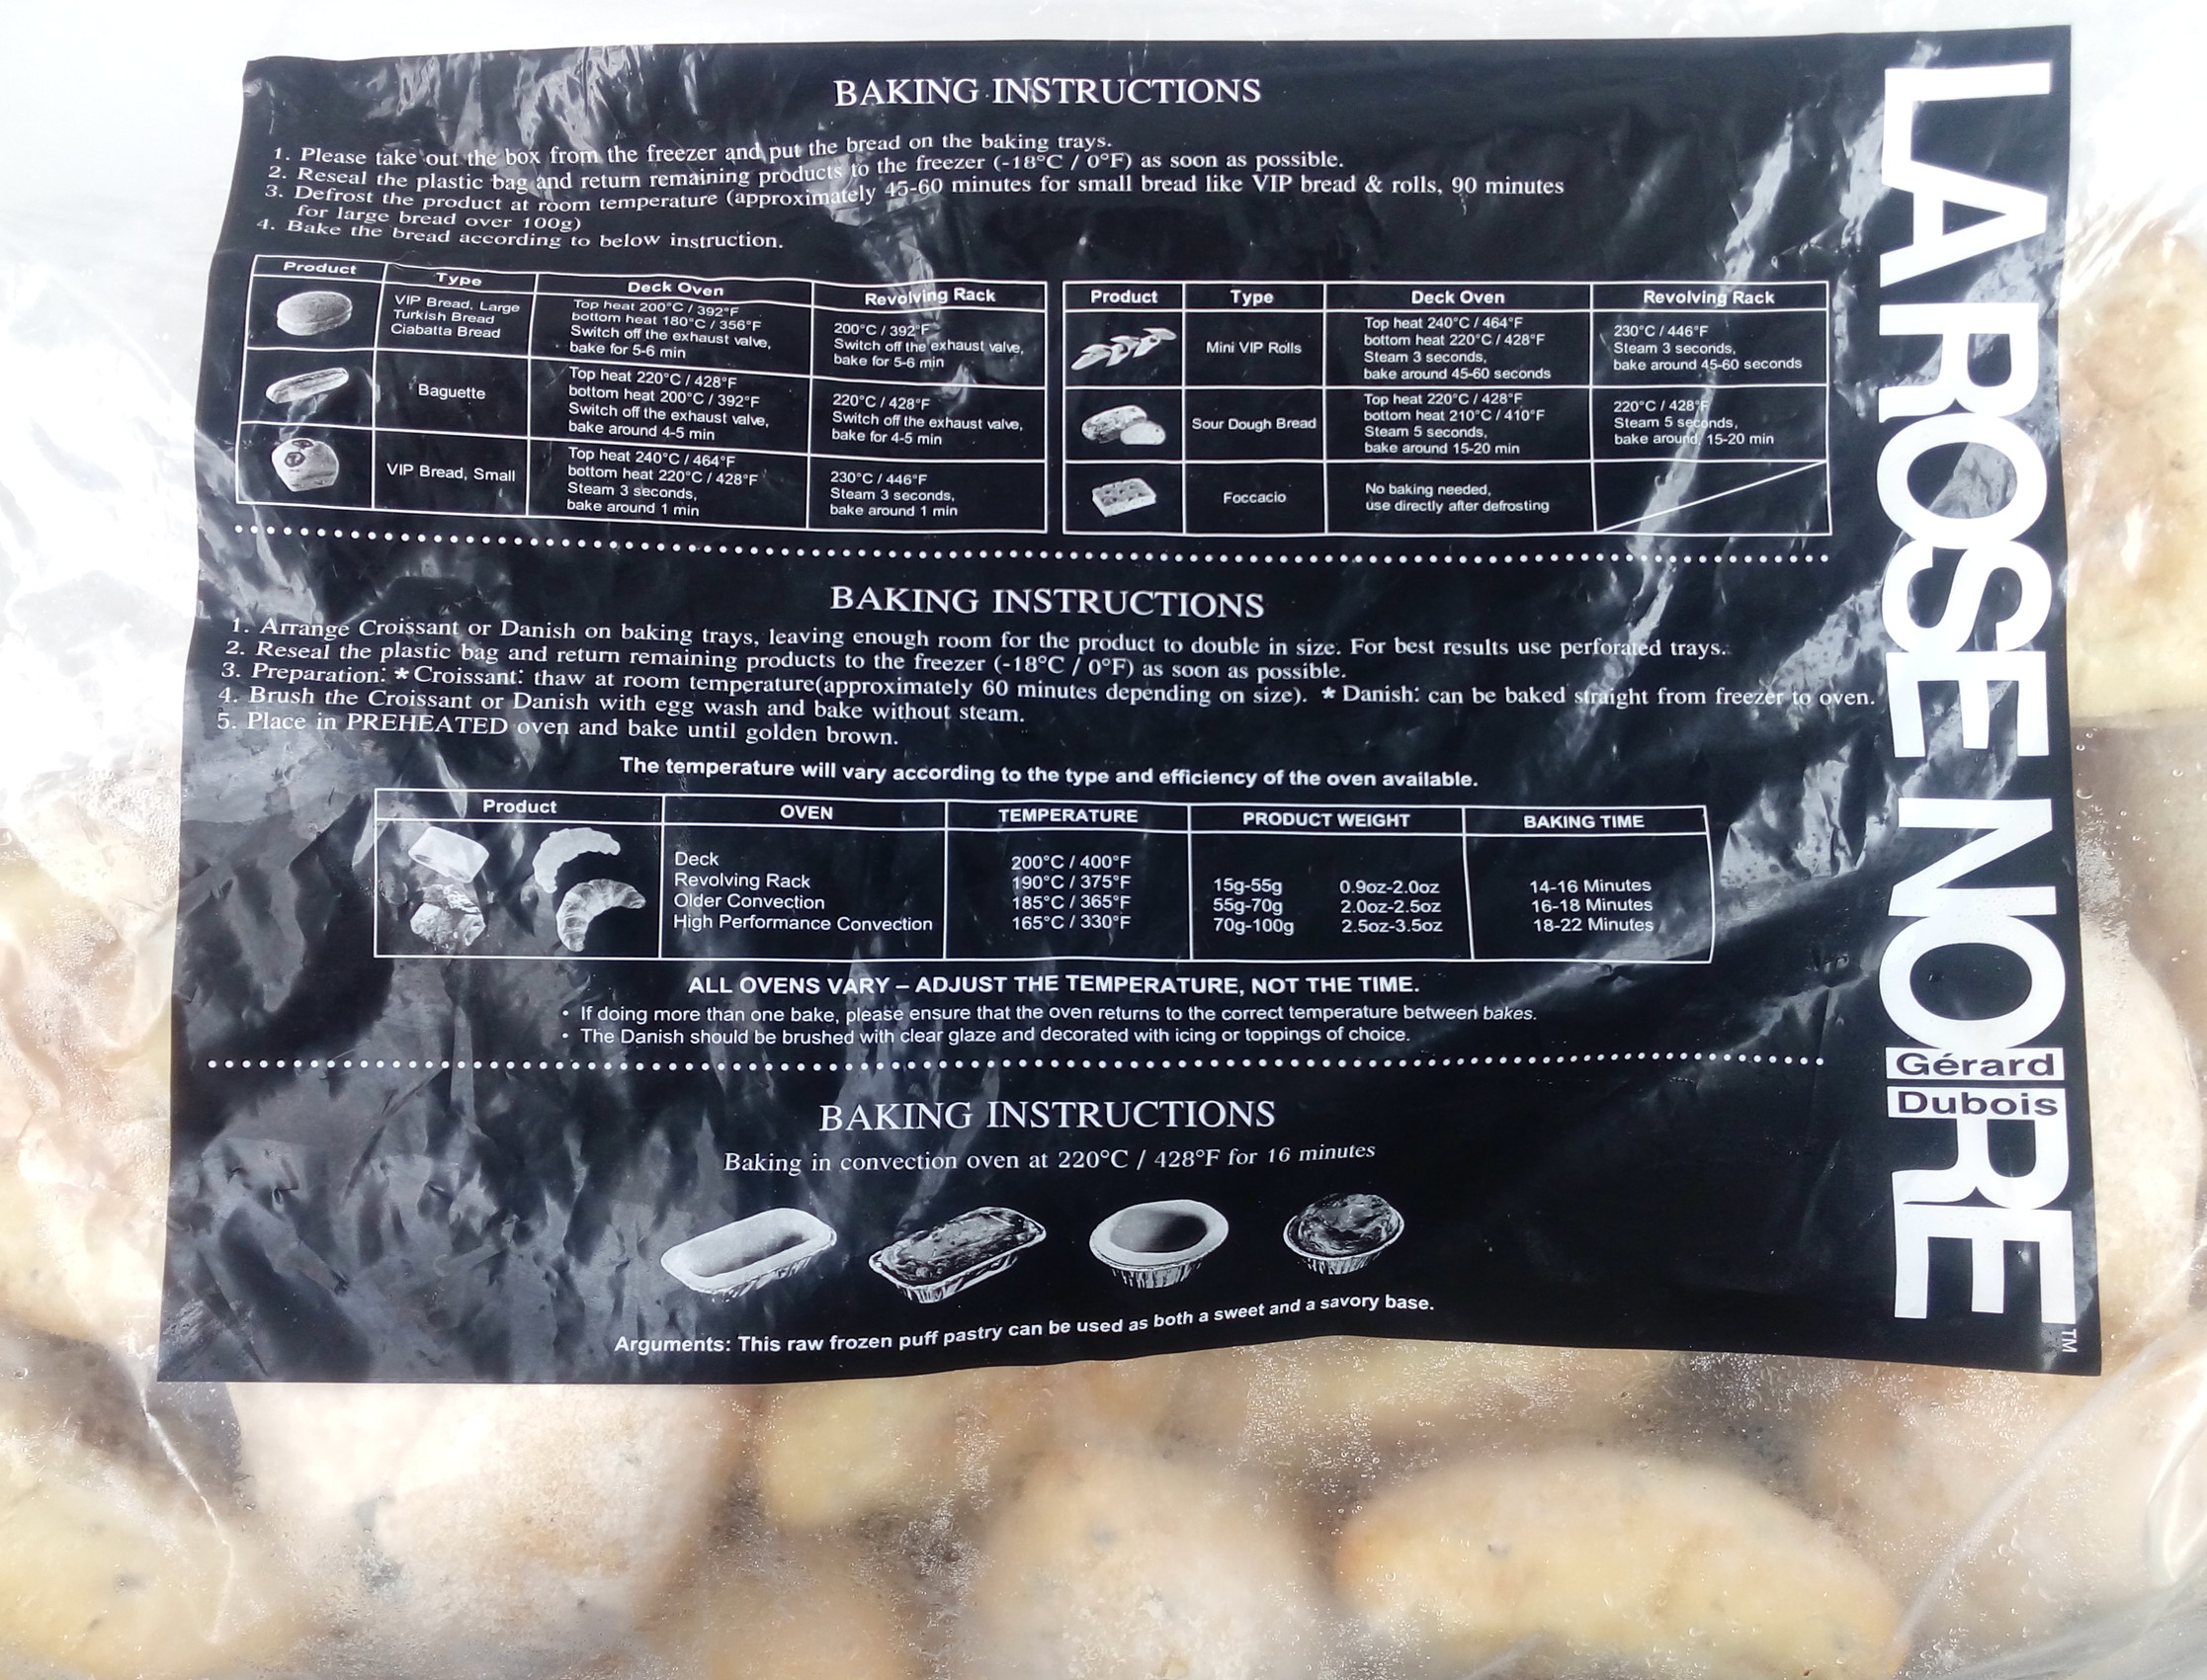 BAKING INSTRUCTIONS
1. Please take out the box from the freezer and put the bread on the baking trays.
2. Reseal the plastic bag and return remaining products to the freezer (-18°C / 0°F) as soon as possible.
3. Defrost the product at room temperature (approximately 45-60 minutes for small bread like VIP bread & rolls, 90 minutes
for large bread over 100g)
4. Bake the bread according to below instruction.
Product Type Deck Oven Revolving Rack
VIP Bread, Large
Turkish Bread
Ciabatta Bread
Top heat 200°C / 392°F
bottom heat 180°C / 356°F
Switch off the exhaust valve,
bake for 5-6 min
200°C / 392°F
Switch off the exhaust valve,
bake for 5-6 min
Baguette
Top heat 220°C / 428°F
bottom heat 200°C / 392°F
Switch off the exhaust valve,
bake around 4-5 min
220°C / 428°F
Switch off the exhaust valve,
bake for 4-5 min
VIP Bread, Small
Top heat 240°C / 464°F
bottom heat 220°C / 428°F
Steam 3 seconds,
bake around 1 min
230°C / 446°F
Steam 3 seconds,
bake around 1 min
Product Type Deck Oven Revolving Rack
Mini VIP Rolls
Top heat 240°C / 464°F
bottom heat 220°C / 428°F
Steam 3 seconds,
bake around 45-60 seconds
230°C / 446°F
Steam 3 seconds,
bake around 45-60 seconds
Sour Dough Bread
Top heat 220°C / 428°F
bottom heat 210°C / 410°F
Steam 5 seconds,
bake around 15-20 min
220°C / 428°F
Steam 5 seconds,
bake around 15-20 min
Foccacio
No baking needed,
use directly after defrosting
BAKING INSTRUCTIONS
1. Arrange Croissant or Danish on baking trays, leaving enough room for the product to double in size. For best results use perforated trays.
2. Reseal the plastic bag and return remaining products to the freezer (-18°C / 0°F) as soon as possible.
3. Preparation: * Croissant: thaw at room temperature(approximately 60 minutes depending on size). * Danish: can be baked straight from freezer to oven.
4. Brush the Croissant or Danish with egg wash and bake without steam.
5. Place in PREHEATED oven and bake until golden brown.
The temperature will vary according to the type and efficiency of the oven available.
Product OVEN TEMPERATURE PRODUCT WEIGHT BAKING TIME
Deck 200°C / 400°F
Revolving Rack 190°C / 375°F 15g-55g 0.9oz-2.0oz 14-16 Minutes
Older Convection 185°C / 365°F 55g-70g 2.0oz-2.5oz 16-18 Minutes
High Performance Convection 165°C / 330°F 70g-100g 2.5oz-3.5oz 18-22 Minutes
ALL OVENS VARY – ADJUST THE TEMPERATURE, NOT THE TIME.
• If doing more than one bake, please ensure that the oven returns to the correct temperature between bakes.
• The Danish should be brushed with clear glaze and decorated with icing or toppings of choice.
BAKING INSTRUCTIONS
Baking in convection oven at 220°C / 428°F for 16 minutes
Arguments: This raw frozen puff pastry can be used as both a sweet and a savory base.
LA ROSE NOIRE TM
Gérard
Dubois